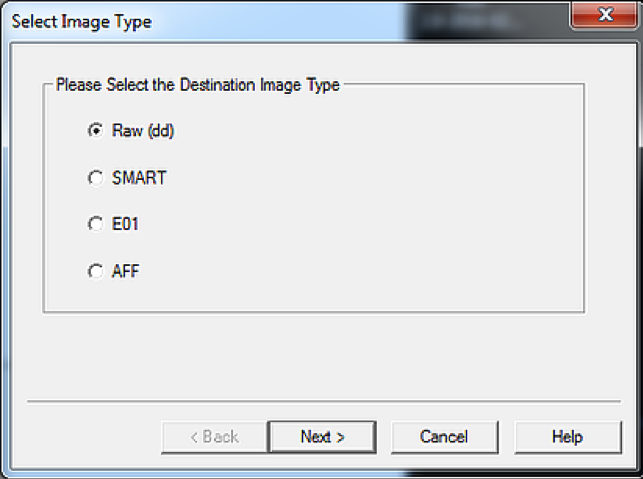 Select Image Type
Please Select the Destination Image Type
Raw (dd)
SMART
E01
AFF
< Back
Next >
Cancel
Help